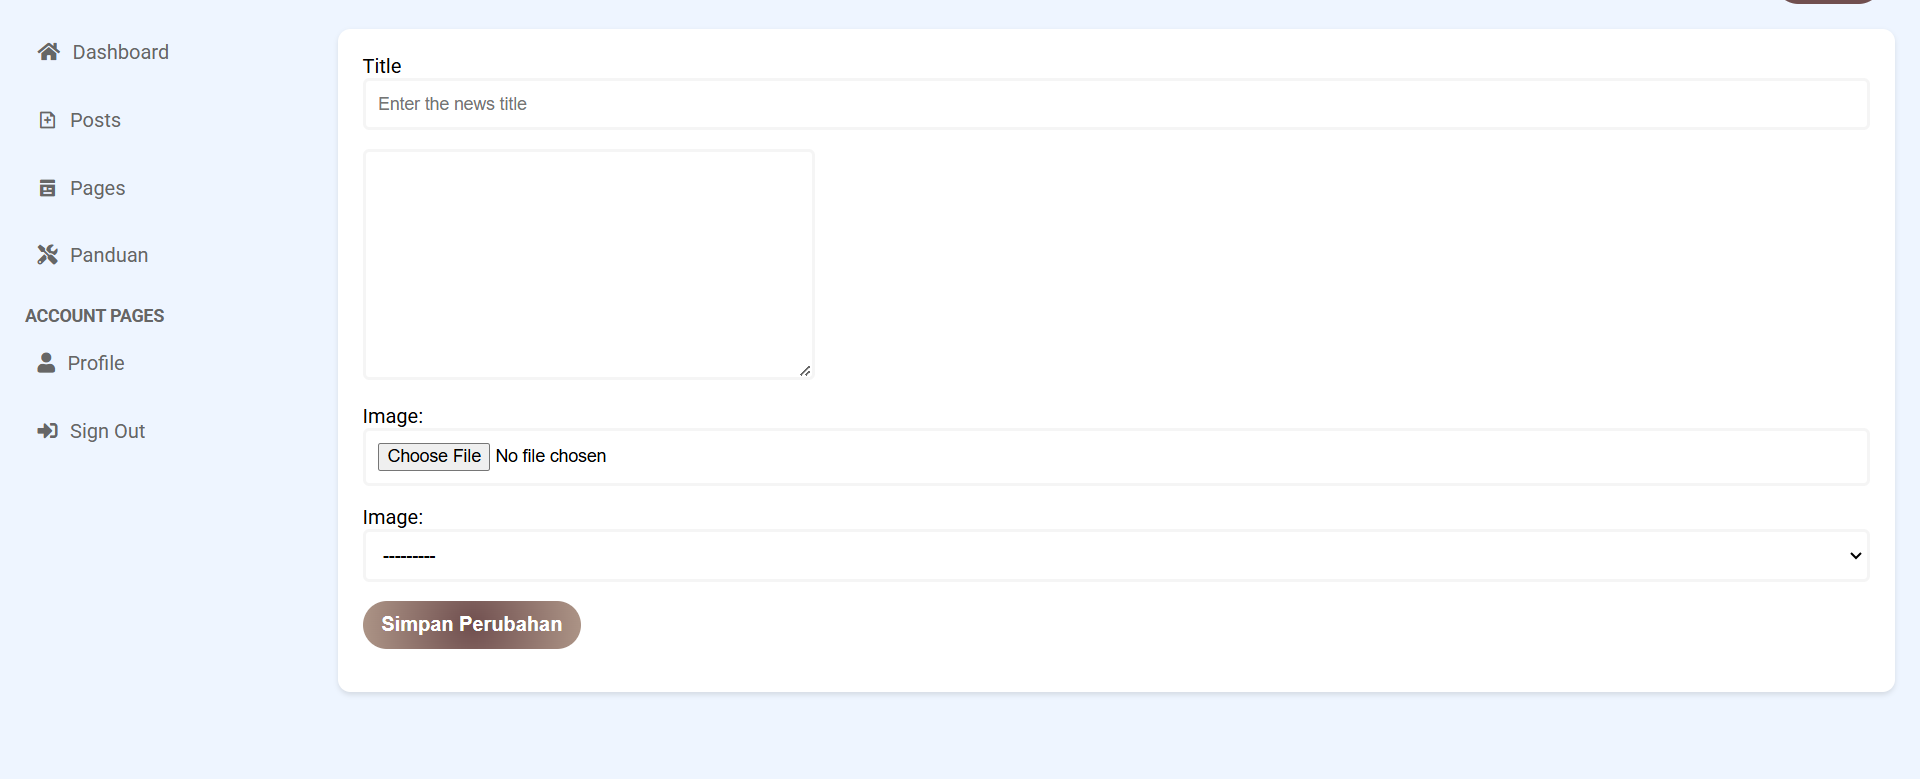 Dashboard
Posts
Pages
Panduan
ACCOUNT PAGES
Profile
Sign Out
Title
Enter the news title
Image:
Choose File No file chosen
Image:
---------
Simpan Perubahan